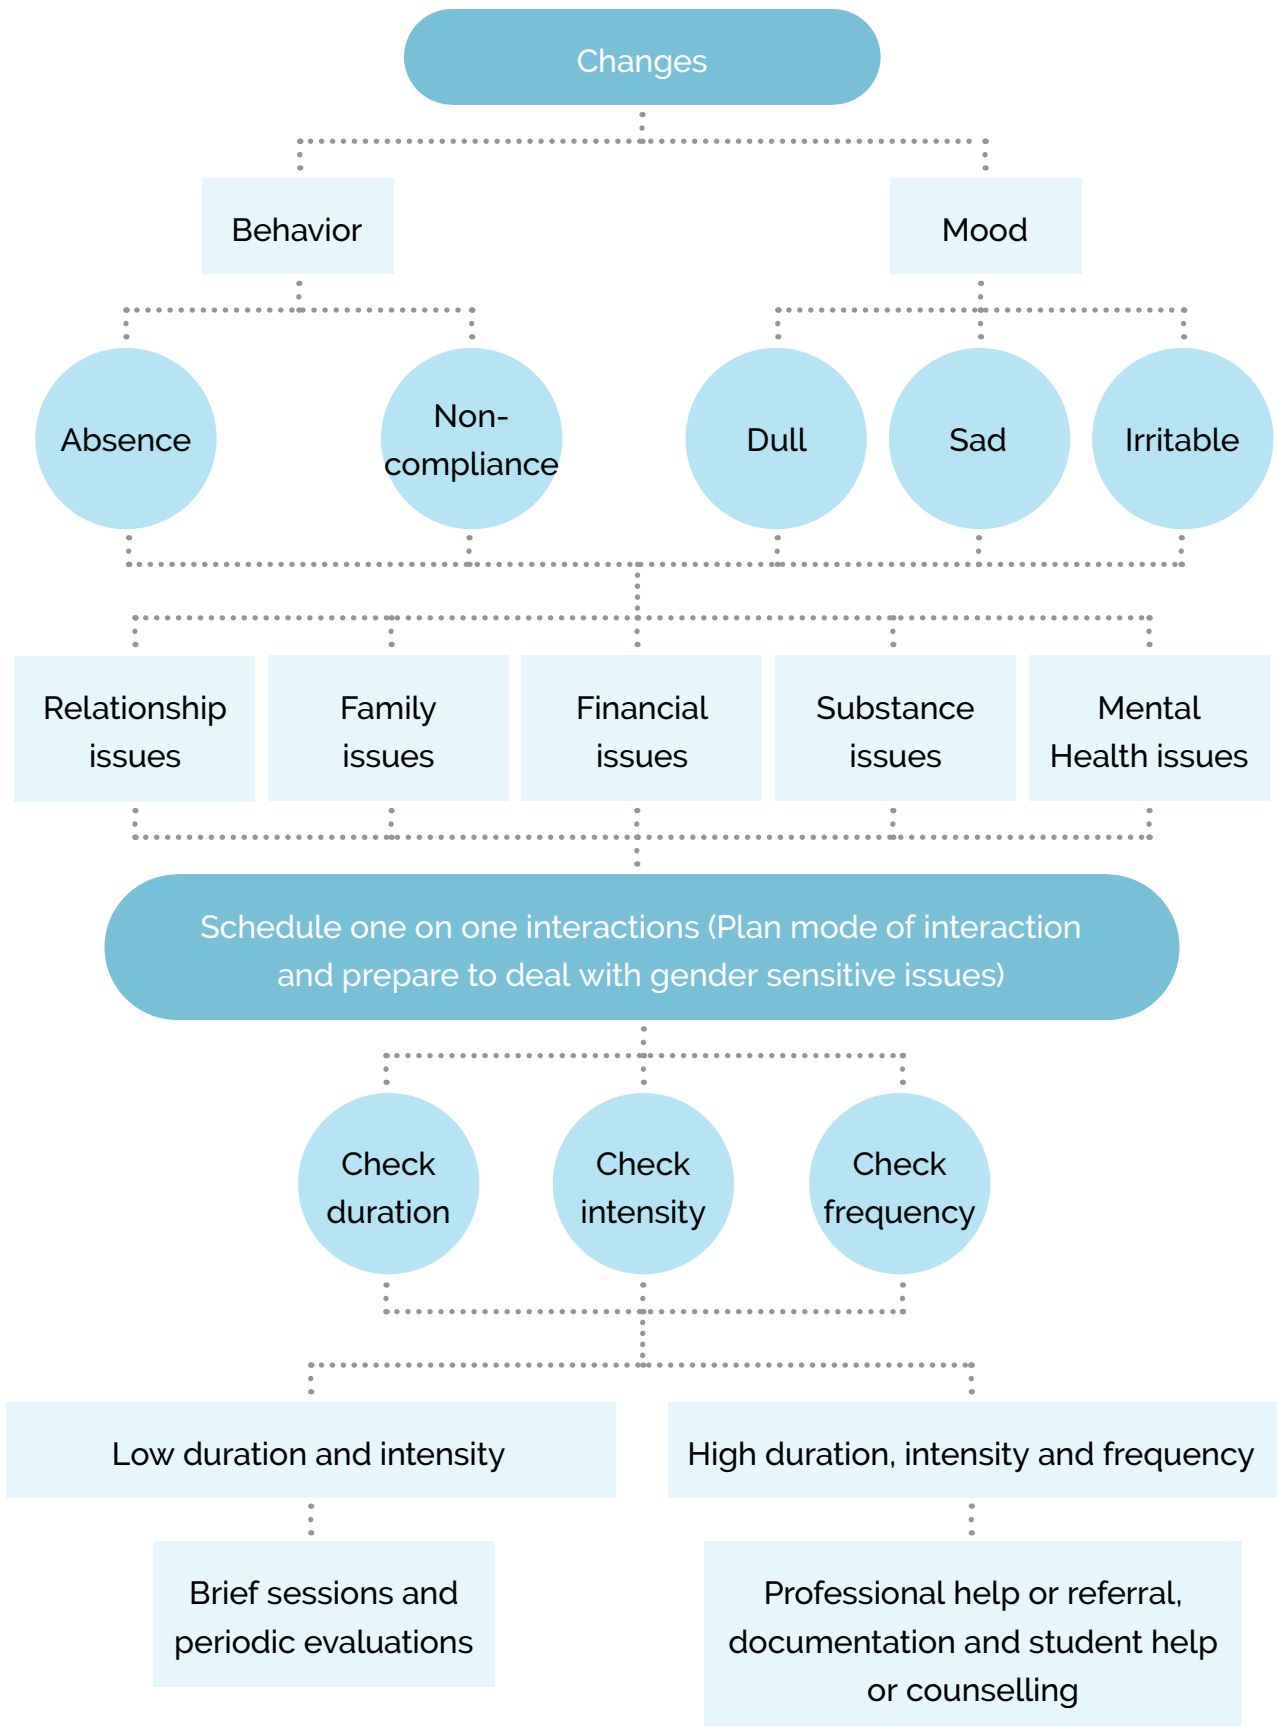 Changes
Behavior
Mood
Absence
Non-
compliance
Dull
Sad
Irritable
Relationship
issues
Family
issues
Financial
issues
Substance
issues
Mental
Health issues
Schedule one on one interactions (Plan mode of interaction
and prepare to deal with gender sensitive issues)
Check
duration
Check
intensity
Check
frequency
Low duration and intensity
High duration, intensity and frequency
Brief sessions and
periodic evaluations
Professional help or referral,
documentation and student help
or counselling